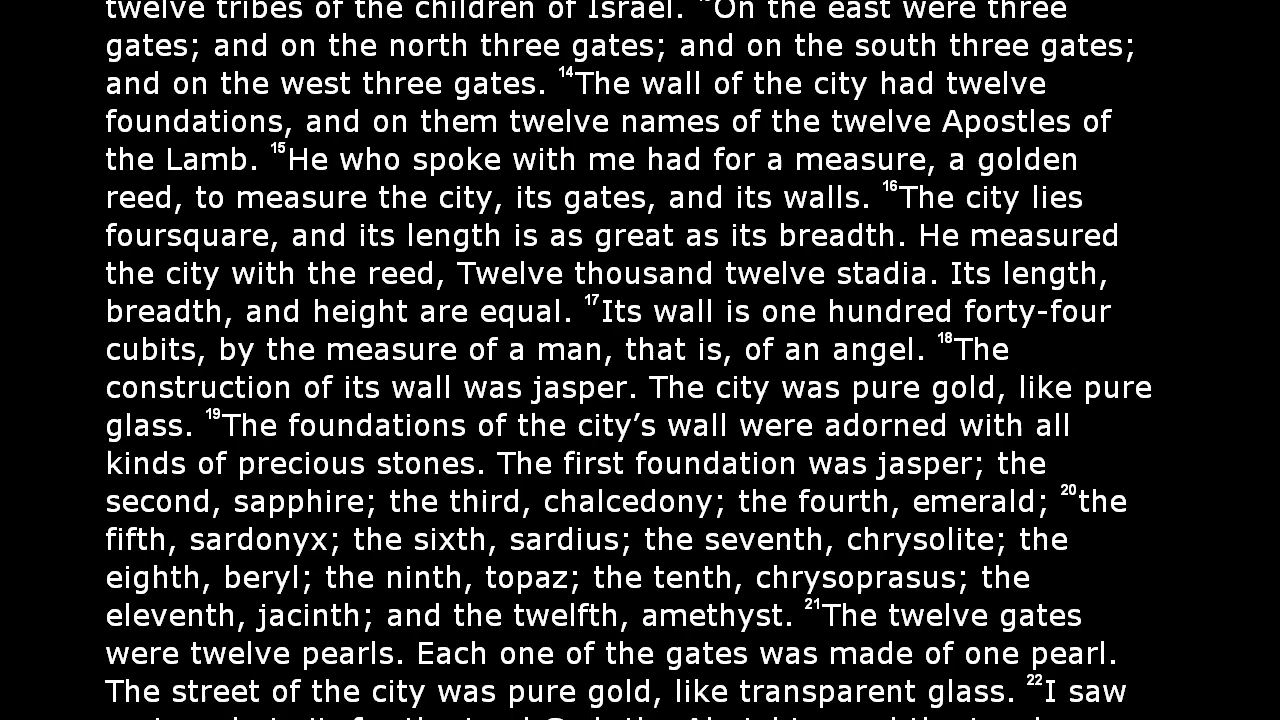 twelve tribes of the children of Israel. ¹³On the east were three
gates; and on the north three gates; and on the south three gates;
and on the west three gates. ¹⁴The wall of the city had twelve
foundations, and on them twelve names of the twelve Apostles of
the Lamb. ¹⁵He who spoke with me had for a measure, a golden
reed, to measure the city, its gates, and its walls. ¹⁶The city lies
foursquare, and its length is as great as its breadth. He measured
the city with the reed, Twelve thousand twelve stadia. Its length,
breadth, and height are equal. ¹⁷Its wall is one hundred forty-four
cubits, by the measure of a man, that is, of an angel. ¹⁸The
construction of its wall was jasper. The city was pure gold, like pure
glass. ¹⁹The foundations of the city’s wall were adorned with all
kinds of precious stones. The first foundation was jasper; the
second, sapphire; the third, chalcedony; the fourth, emerald; ²⁰the
fifth, sardonyx; the sixth, sardius; the seventh, chrysolite; the
eighth, beryl; the ninth, topaz; the tenth, chrysoprasus; the
eleventh, jacinth; and the twelfth, amethyst. ²¹The twelve gates
were twelve pearls. Each one of the gates was made of one pearl.
The street of the city was pure gold, like transparent glass. ²²I saw